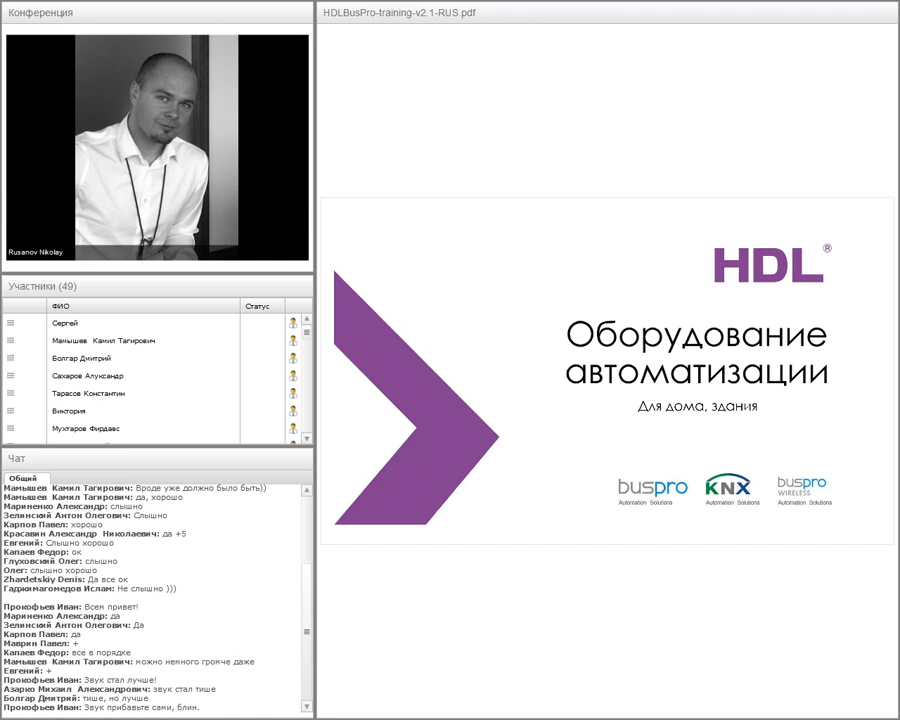 Конференция
Rusanov Nikolay
Участники (49)
ФИО
Статус
Сергей
Мамышев Камил Тагирович
Болгар Дмитрий
Сахаров Алуксандр
Тарасов Константин
Виктория
Мухтаров Фирдавс
Чат
Общий
Мамышев Камил Тагирович: Вроде уже должно было быть))
Мамышев Камил Тагирович: да, хорошо
Мариненко Александр: слышно
Зелинский Антон Олегович: Слышно
Карпов Павел: хорошо
Красавин Александр Николаевич: да +5
Евгений: Слышно хорошо
Капаев Федор: ок
Глуховский Олег: слышно
Олег: слышно хорошо
Zhardetskiy Denis: Да все ок
Гаджимагомедов Ислам: Не слышно )))
Прокофьев Иван: Всем привет!
Мариненко Александр: да
Зелинский Антон Олегович: Да
Карпов Павел: да
Маврин Павел: +
Капаев Федор: все в порядке
Мамышев Камил Тагирович: можно немного громче даже
Евгений: +
Прокофьев Иван: Звук стал лучше!
Азарко Михаил Александрович: звук стал тише
Болгар Дмитрий: тише, но лучше
Прокофьев Иван: Звук прибавьте сами, блин.
HDLBusPro-training-v2.1-RUS.pdf
HDL®
Оборудование
автоматизации
Для дома, здания
buspro
Automation Solutions
KNX
Automation Solutions
buspro
WIRELESS
Automation Solutions